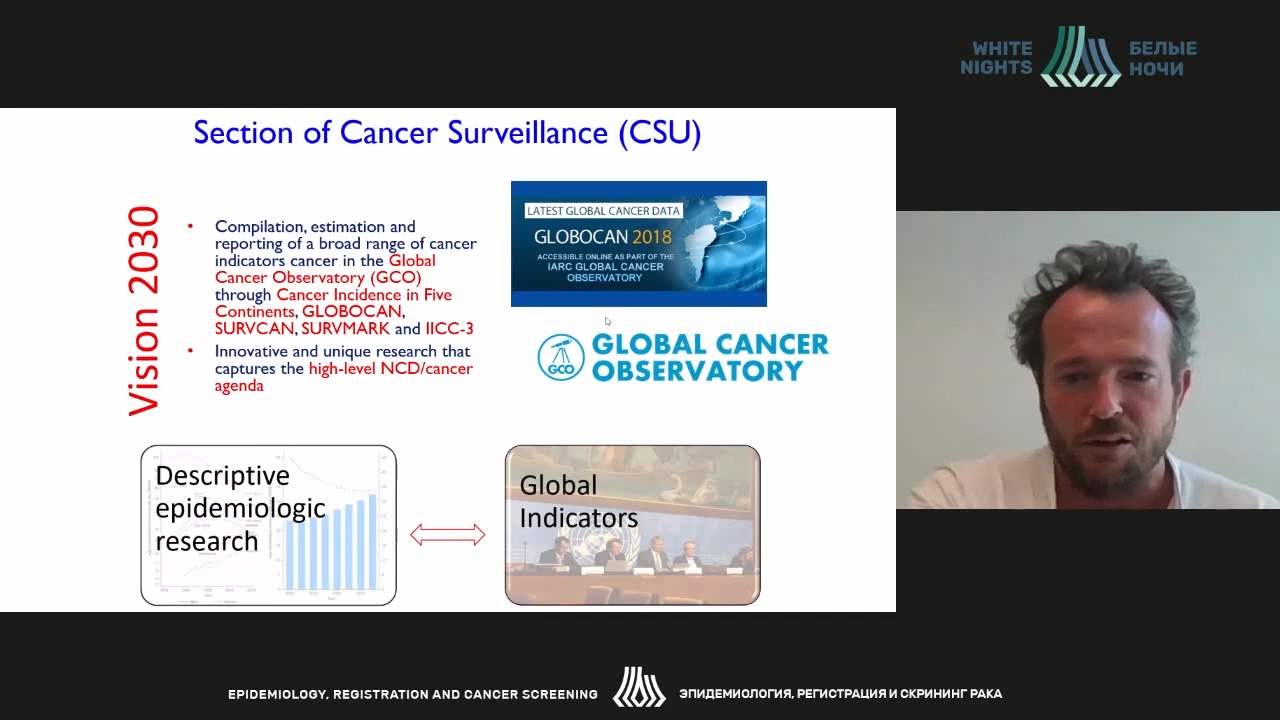 WHITE
NIGHTS
БЕЛЫЕ
НОЧИ
Section of Cancer Surveillance (CSU)
Vision 2030
• Compilation, estimation and
reporting of a broad range of cancer
indicators cancer in the Global
Cancer Observatory (GCO)
through Cancer Incidence in Five
Continents, GLOBOCAN,
SURVCAN, SURVMARK and IICC-3
• Innovative and unique research that
captures the high-level NCD/cancer
agenda
LATEST GLOBAL CANCER DATA
GLOBOCAN 2018
ACCESSIBLE ONLINE AS PART OF THE
IARC GLOBAL CANCER
OBSERVATORY
GCO
GLOBAL CANCER
OBSERVATORY
Descriptive
epidemiologic
research
Global
Indicators
EPIDEMIOLOGY, REGISTRATION AND CANCER SCREENING
ЭПИДЕМИОЛОГИЯ, РЕГИСТРАЦИЯ И СКРИНИНГ РАКА